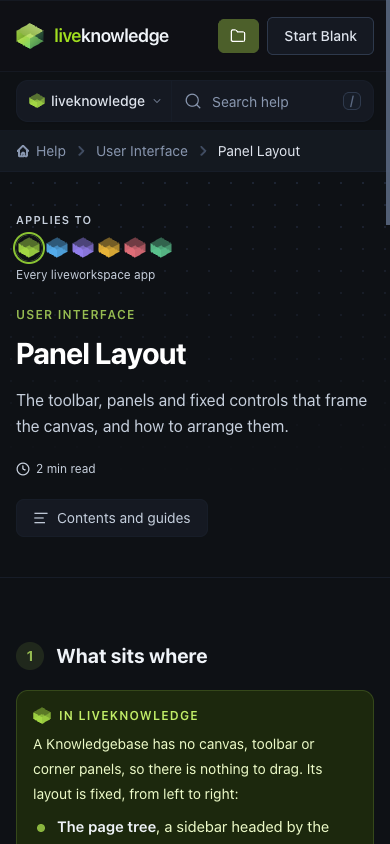 liveknowledge
Start Blank
liveknowledge
Search help
/
Help
User Interface
Panel Layout
APPLIES TO
Every liveworkspace app
USER INTERFACE
Panel Layout
The toolbar, panels and fixed controls that frame
the canvas, and how to arrange them.
2 min read
Contents and guides
1
What sits where
IN LIVEKNOWLEDGE
A Knowledgebase has no canvas, toolbar or
corner panels, so there is nothing to drag. Its
layout is fixed, from left to right:
The page tree, a sidebar headed by the